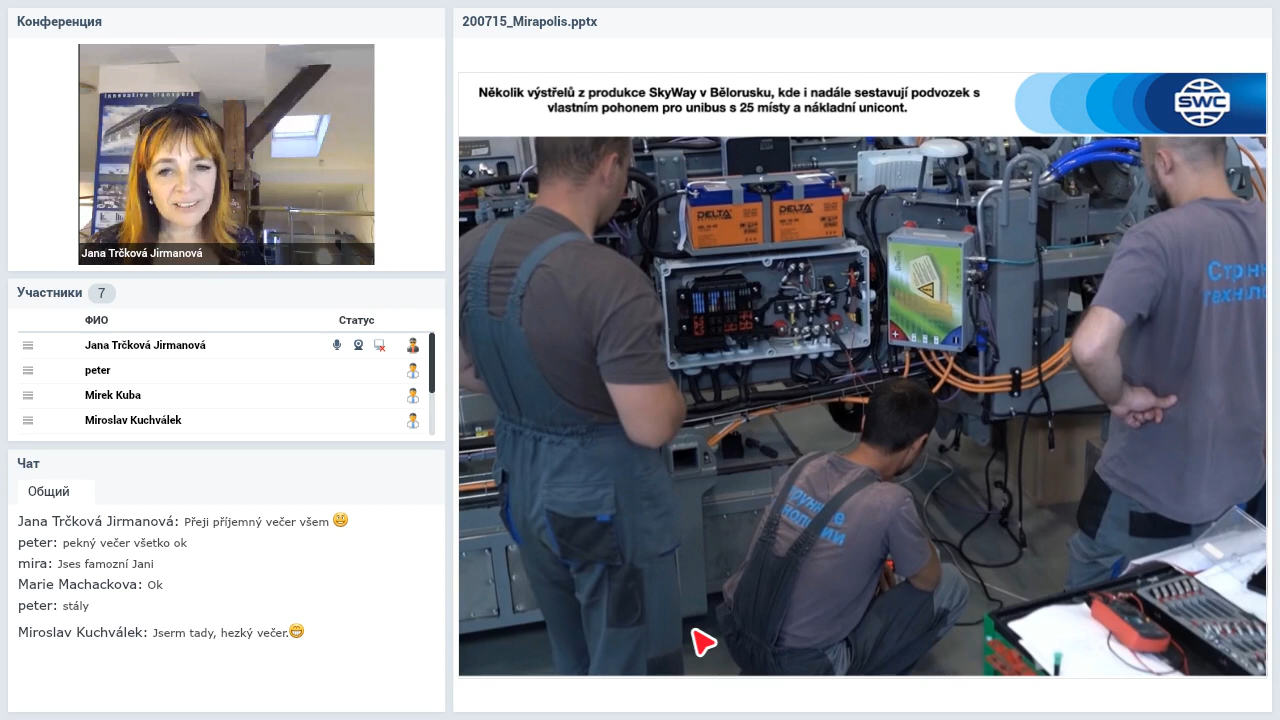 Конференция
Innovative Transport
Jana Trčková Jirmanová
Участники 7
ФИО Статус
Jana Trčková Jirmanová
peter
Mirek Kuba
Miroslav Kuchválek
Чат
Общий
Jana Trčková Jirmanová: Přeji příjemný večer všem
peter: pekný večer všetko ok
mira: Jses famozní Jani
Marie Machackova: Ok
peter: stály
Miroslav Kuchválek: Jserm tady, hezký večer.
200715_Mirapolis.pptx
Několik výstřelů z produkce SkyWay v Bělorusku, kde i nadále sestavují podvozek s
vlastním pohonem pro unibus s 25 místy a nákladní unicont.
SWC
DELTA DELTA